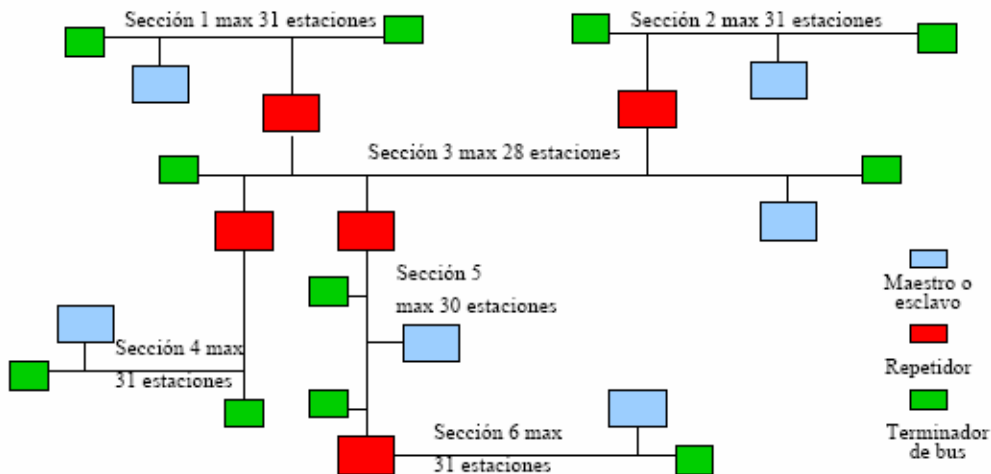 Sección 1 max 31 estaciones
Sección 2 max 31 estaciones
Sección 3 max 28 estaciones
Sección 5
max 30 estaciones
Sección 4 max
31 estaciones
Sección 6 max
31 estaciones
Maestro o
esclavo
Repetidor
Terminador
de bus